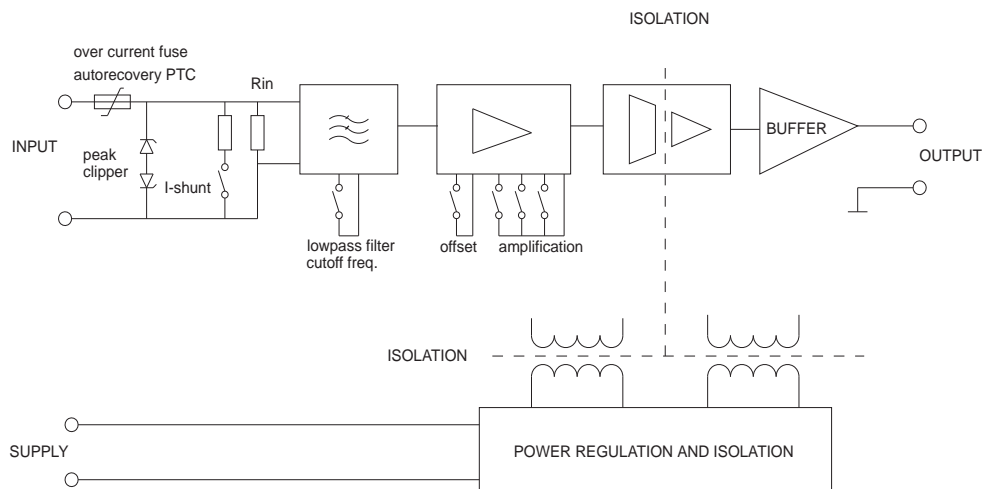 ISOLATION
over current fuse
autorecovery PTC
Rin
INPUT
peak
clipper
I-shunt
BUFFER
OUTPUT
lowpass filter
cutoff freq.
offset
amplification
ISOLATION
SUPPLY
POWER REGULATION AND ISOLATION